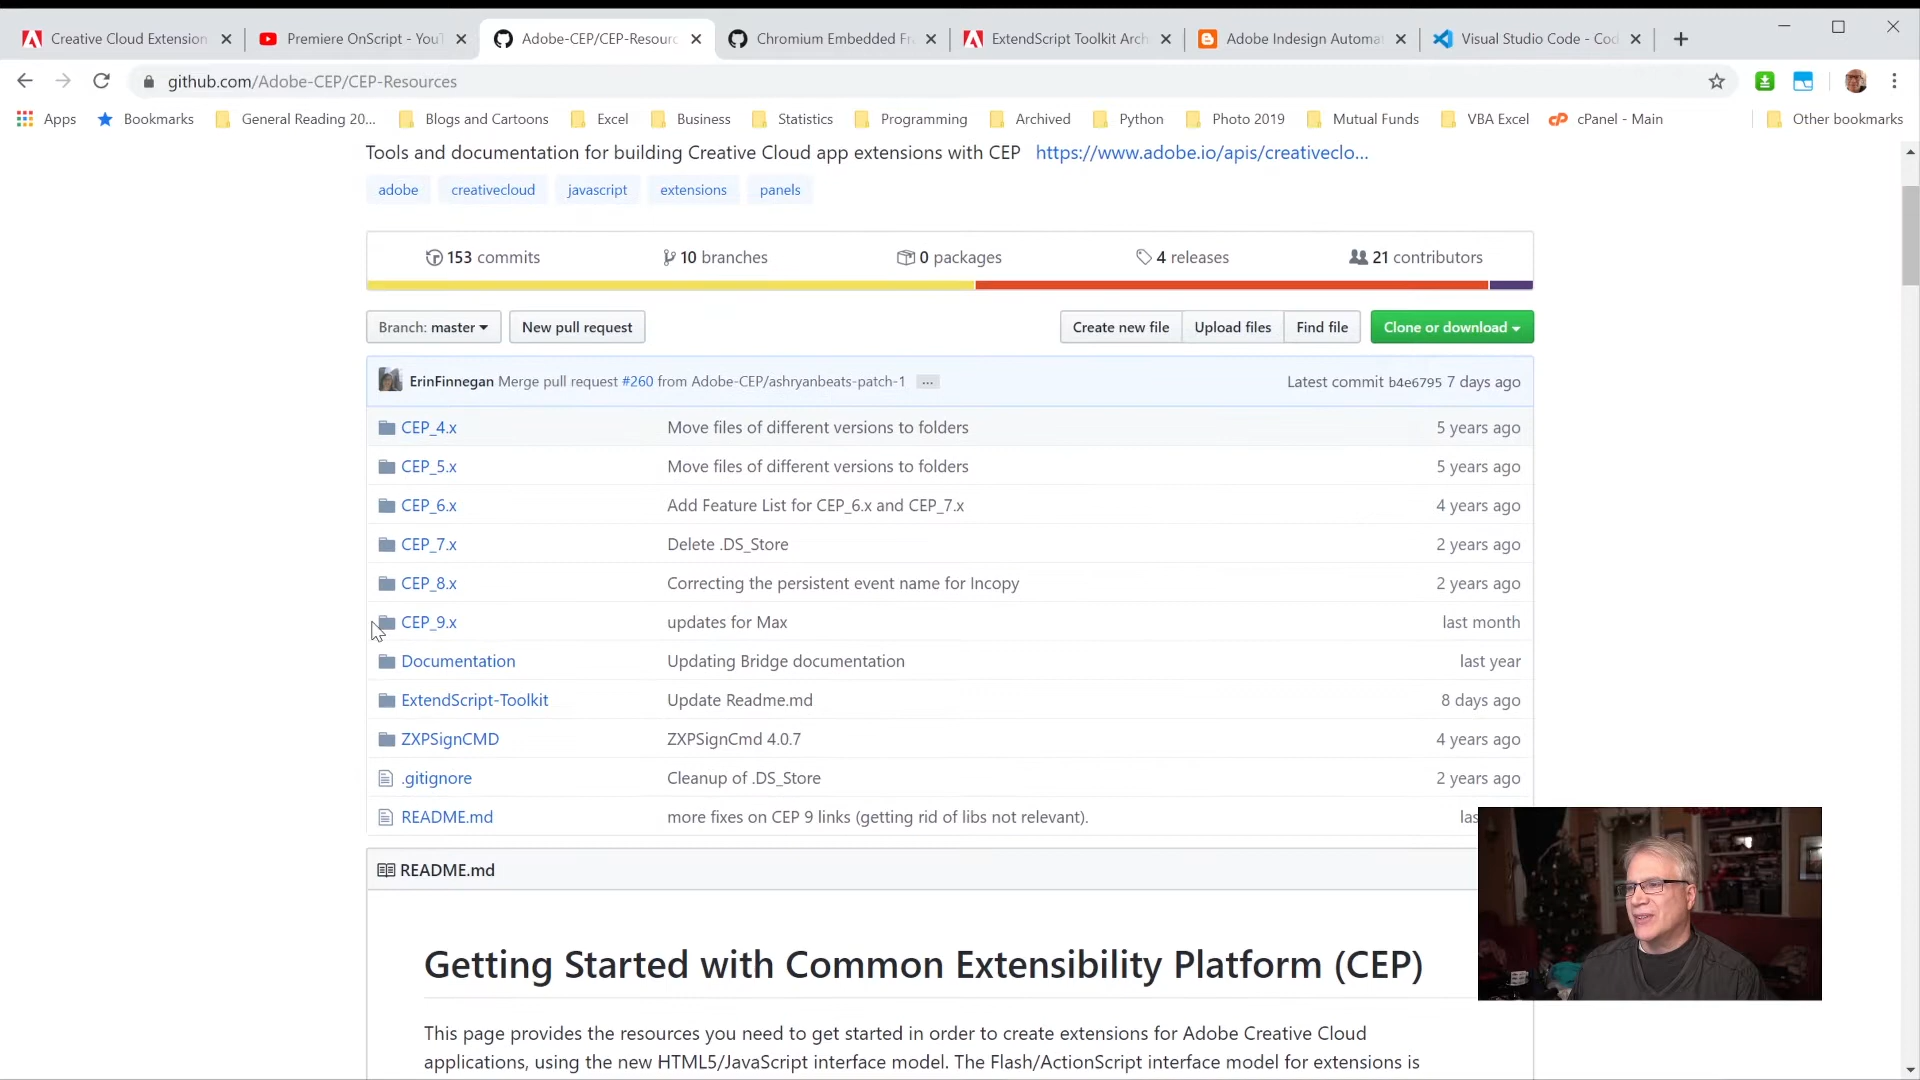 Creative Cloud Extension
Premiere OnScript - YouT
Adobe-CEP/CEP-Resourc
Chromium Embedded Fr
ExtendScript Toolkit Arch
Adobe Indesign Automat
Visual Studio Code - Cod
github.com/Adobe-CEP/CEP-Resources
Apps
Bookmarks
General Reading 20...
Blogs and Cartoons
Excel
Business
Statistics
Programming
Archived
Python
Photo 2019
Mutual Funds
VBA Excel
cPanel - Main
Other bookmarks
Tools and documentation for building Creative Cloud app extensions with CEP https://www.adobe.io/apis/creativeclo...
adobe creativecloud javascript extensions panels
153 commits 10 branches 0 packages 4 releases 21 contributors
Branch: master New pull request Create new file Upload files Find file Clone or download
ErinFinnegan Merge pull request #260 from Adobe-CEP/ashryanbeats-patch-1 ... Latest commit b4e6795 7 days ago
CEP_4.x Move files of different versions to folders 5 years ago
CEP_5.x Move files of different versions to folders 5 years ago
CEP_6.x Add Feature List for CEP_6.x and CEP_7.x 4 years ago
CEP_7.x Delete .DS_Store 2 years ago
CEP_8.x Correcting the persistent event name for Incopy 2 years ago
CEP_9.x updates for Max last month
Documentation Updating Bridge documentation last year
ExtendScript-Toolkit Update Readme.md 8 days ago
ZXPSignCMD ZXPSignCmd 4.0.7 4 years ago
.gitignore Cleanup of .DS_Store 2 years ago
README.md more fixes on CEP 9 links (getting rid of libs not relevant). las
README.md
Getting Started with Common Extensibility Platform (CEP)
This page provides the resources you need to get started in order to create extensions for Adobe Creative Cloud
applications, using the new HTML5/JavaScript interface model. The Flash/ActionScript interface model for extensions is